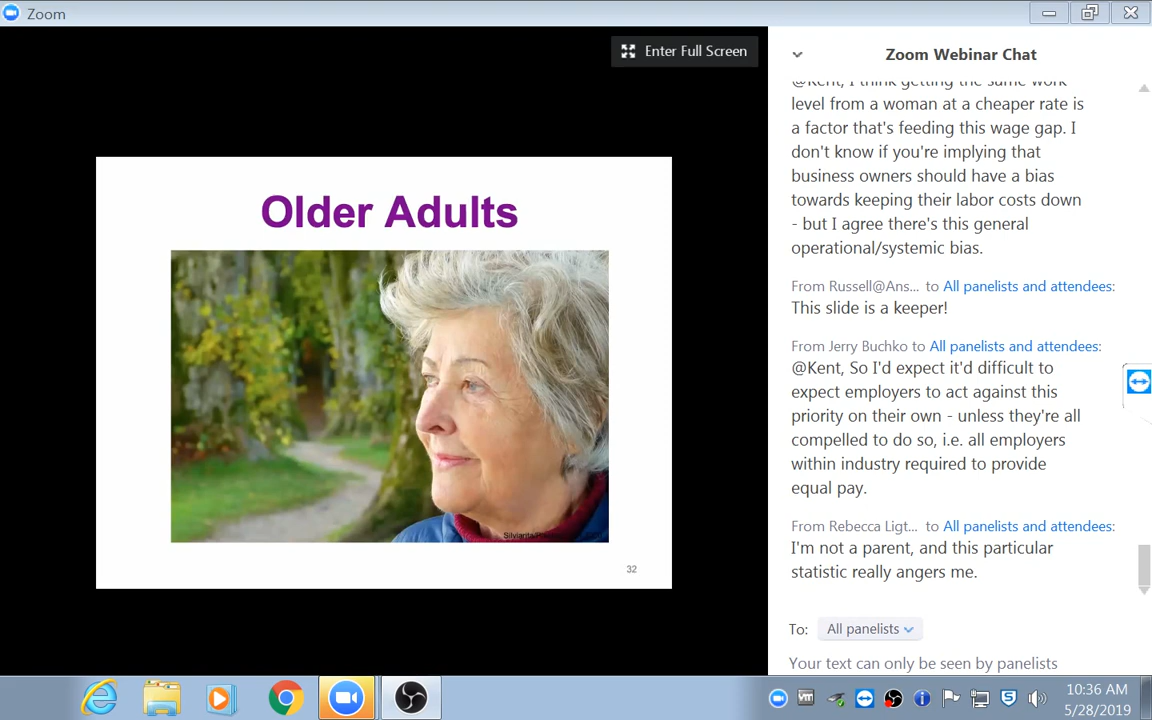 Zoom
Enter Full Screen
Zoom Webinar Chat
@Kent, I think getting the same work
level from a woman at a cheaper rate is
a factor that's feeding this wage gap. I
don't know if you're implying that
business owners should have a bias
towards keeping their labor costs down
- but I agree there's this general
operational/systemic bias.
From Russell@Ans... to All panelists and attendees:
This slide is a keeper!
From Jerry Buchko to All panelists and attendees:
@Kent, So I'd expect it'd difficult to
expect employers to act against this
priority on their own - unless they're all
compelled to do so, i.e. all employers
within industry required to provide
equal pay.
From Rebecca Ligt... to All panelists and attendees:
I'm not a parent, and this particular
statistic really angers me.
To: All panelists
Your text can only be seen by panelists
Older Adults
32
10:36 AM
5/28/2019